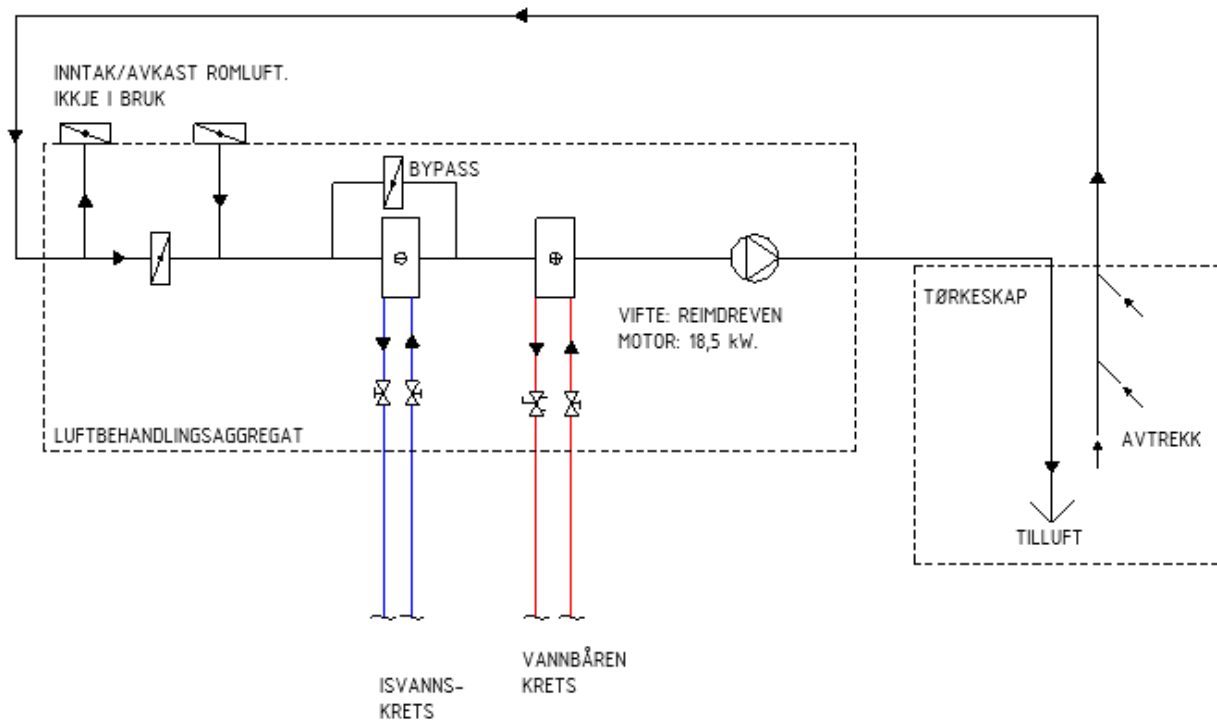 INNTAK/AVKAST ROMLUFT.
IKKJE I BRUK
BYPASS
TØRKESKAP
VIFTE: REIMDREVEN
MOTOR: 18,5 kW.
LUFTBEHANDLINGSAGGREGAT
AVTREKK
TILLUFT
ISVANNS-
KRETS
VANNBÅREN
KRETS